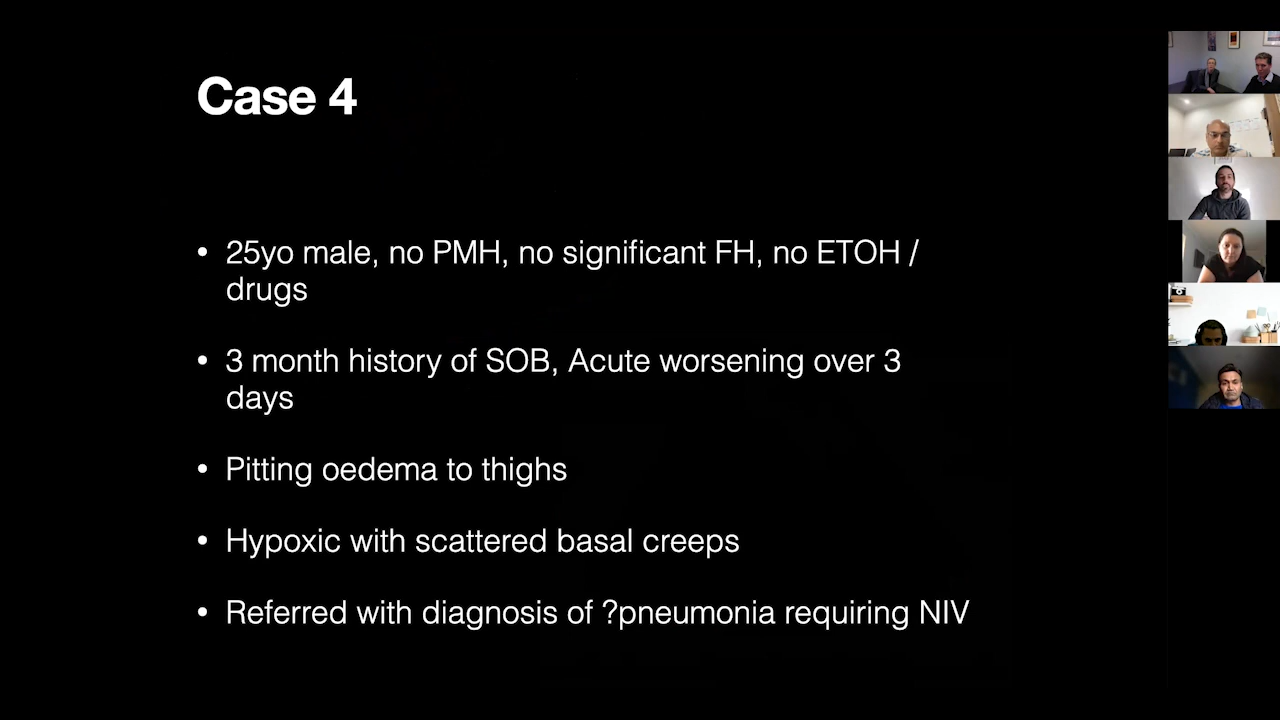 Case 4
• 25yo male, no PMH, no significant FH, no ETOH /
drugs
• 3 month history of SOB, Acute worsening over 3
days
• Pitting oedema to thighs
• Hypoxic with scattered basal creeps
• Referred with diagnosis of ?pneumonia requiring NIV